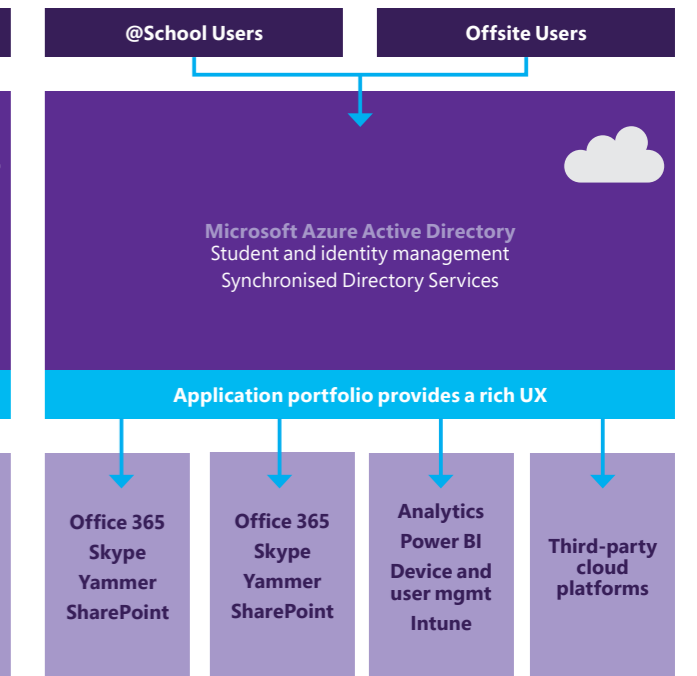 @School Users
Offsite Users
Microsoft Azure Active Directory
Student and identity management
Synchronised Directory Services
Application portfolio provides a rich UX
Office 365
Skype
Yammer
SharePoint
Office 365
Skype
Yammer
SharePoint
Analytics
Power BI
Device and
user mgmt
Intune
Third-party
cloud
platforms